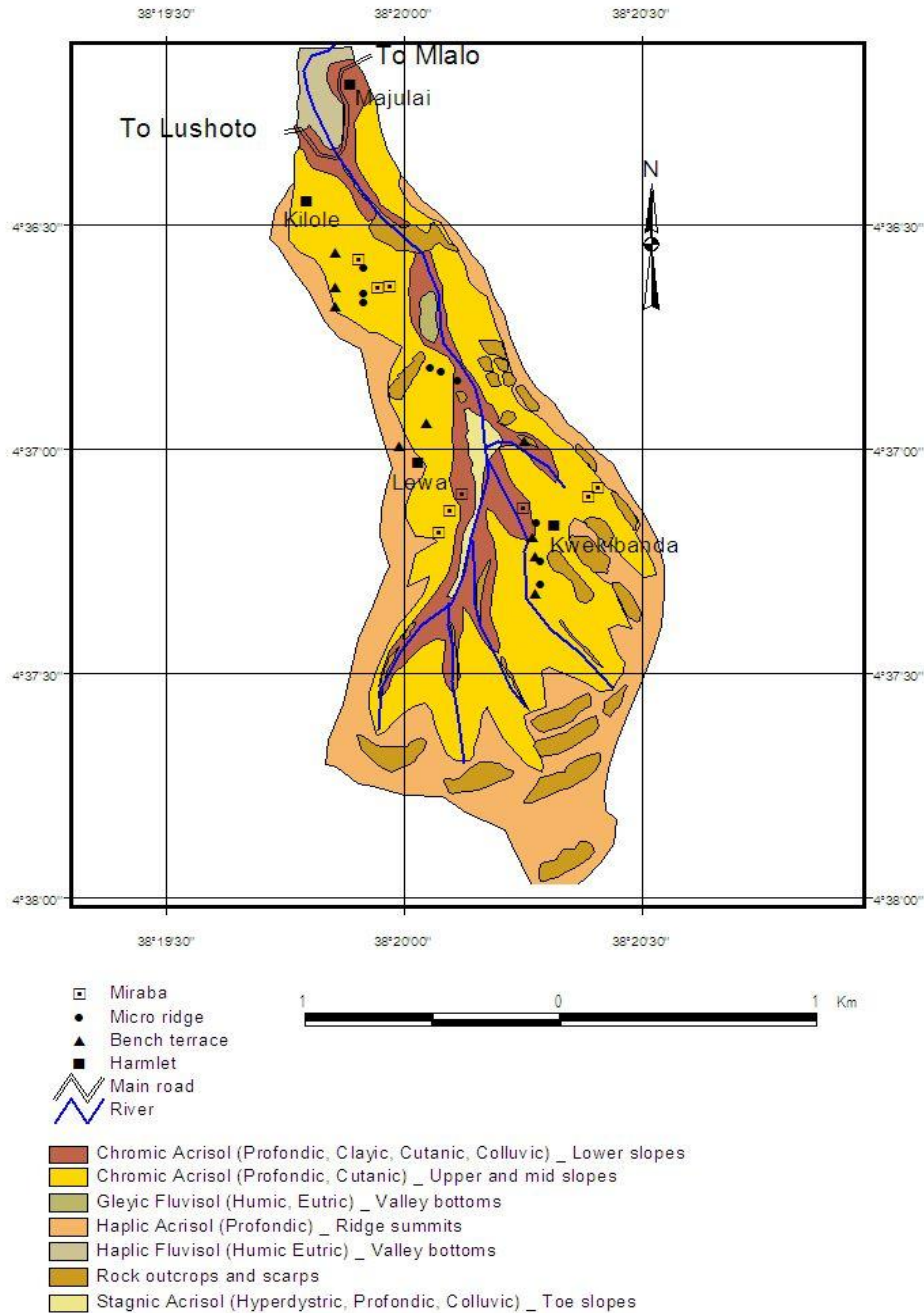 38°19'30" 38°20'00" 38°20'30"
To Mlalo
Majulai
To Lushoto
N
Kilole
4°36'30" 4°36'30"
4°37'00" 4°37'00"
Lewa
Kwekibanda
4°37'30" 4°37'30"
4°38'00" 4°38'00"
38°19'30" 38°20'00" 38°20'30"
1 0 1 Km
Miraba
Micro ridge
Bench terrace
Harmlet
Main road
River
Chromic Acrisol (Profondic, Clayic, Cutanic, Colluvic) _ Lower slopes
Chromic Acrisol (Profondic, Cutanic) _ Upper and mid slopes
Gleyic Fluvisol (Humic, Eutric) _ Valley bottoms
Haplic Acrisol (Profondic) _ Ridge summits
Haplic Fluvisol (Humic Eutric) _ Valley bottoms
Rock outcrops and scarps
Stagnic Acrisol (Hyperdystric, Profondic, Colluvic) _ Toe slopes